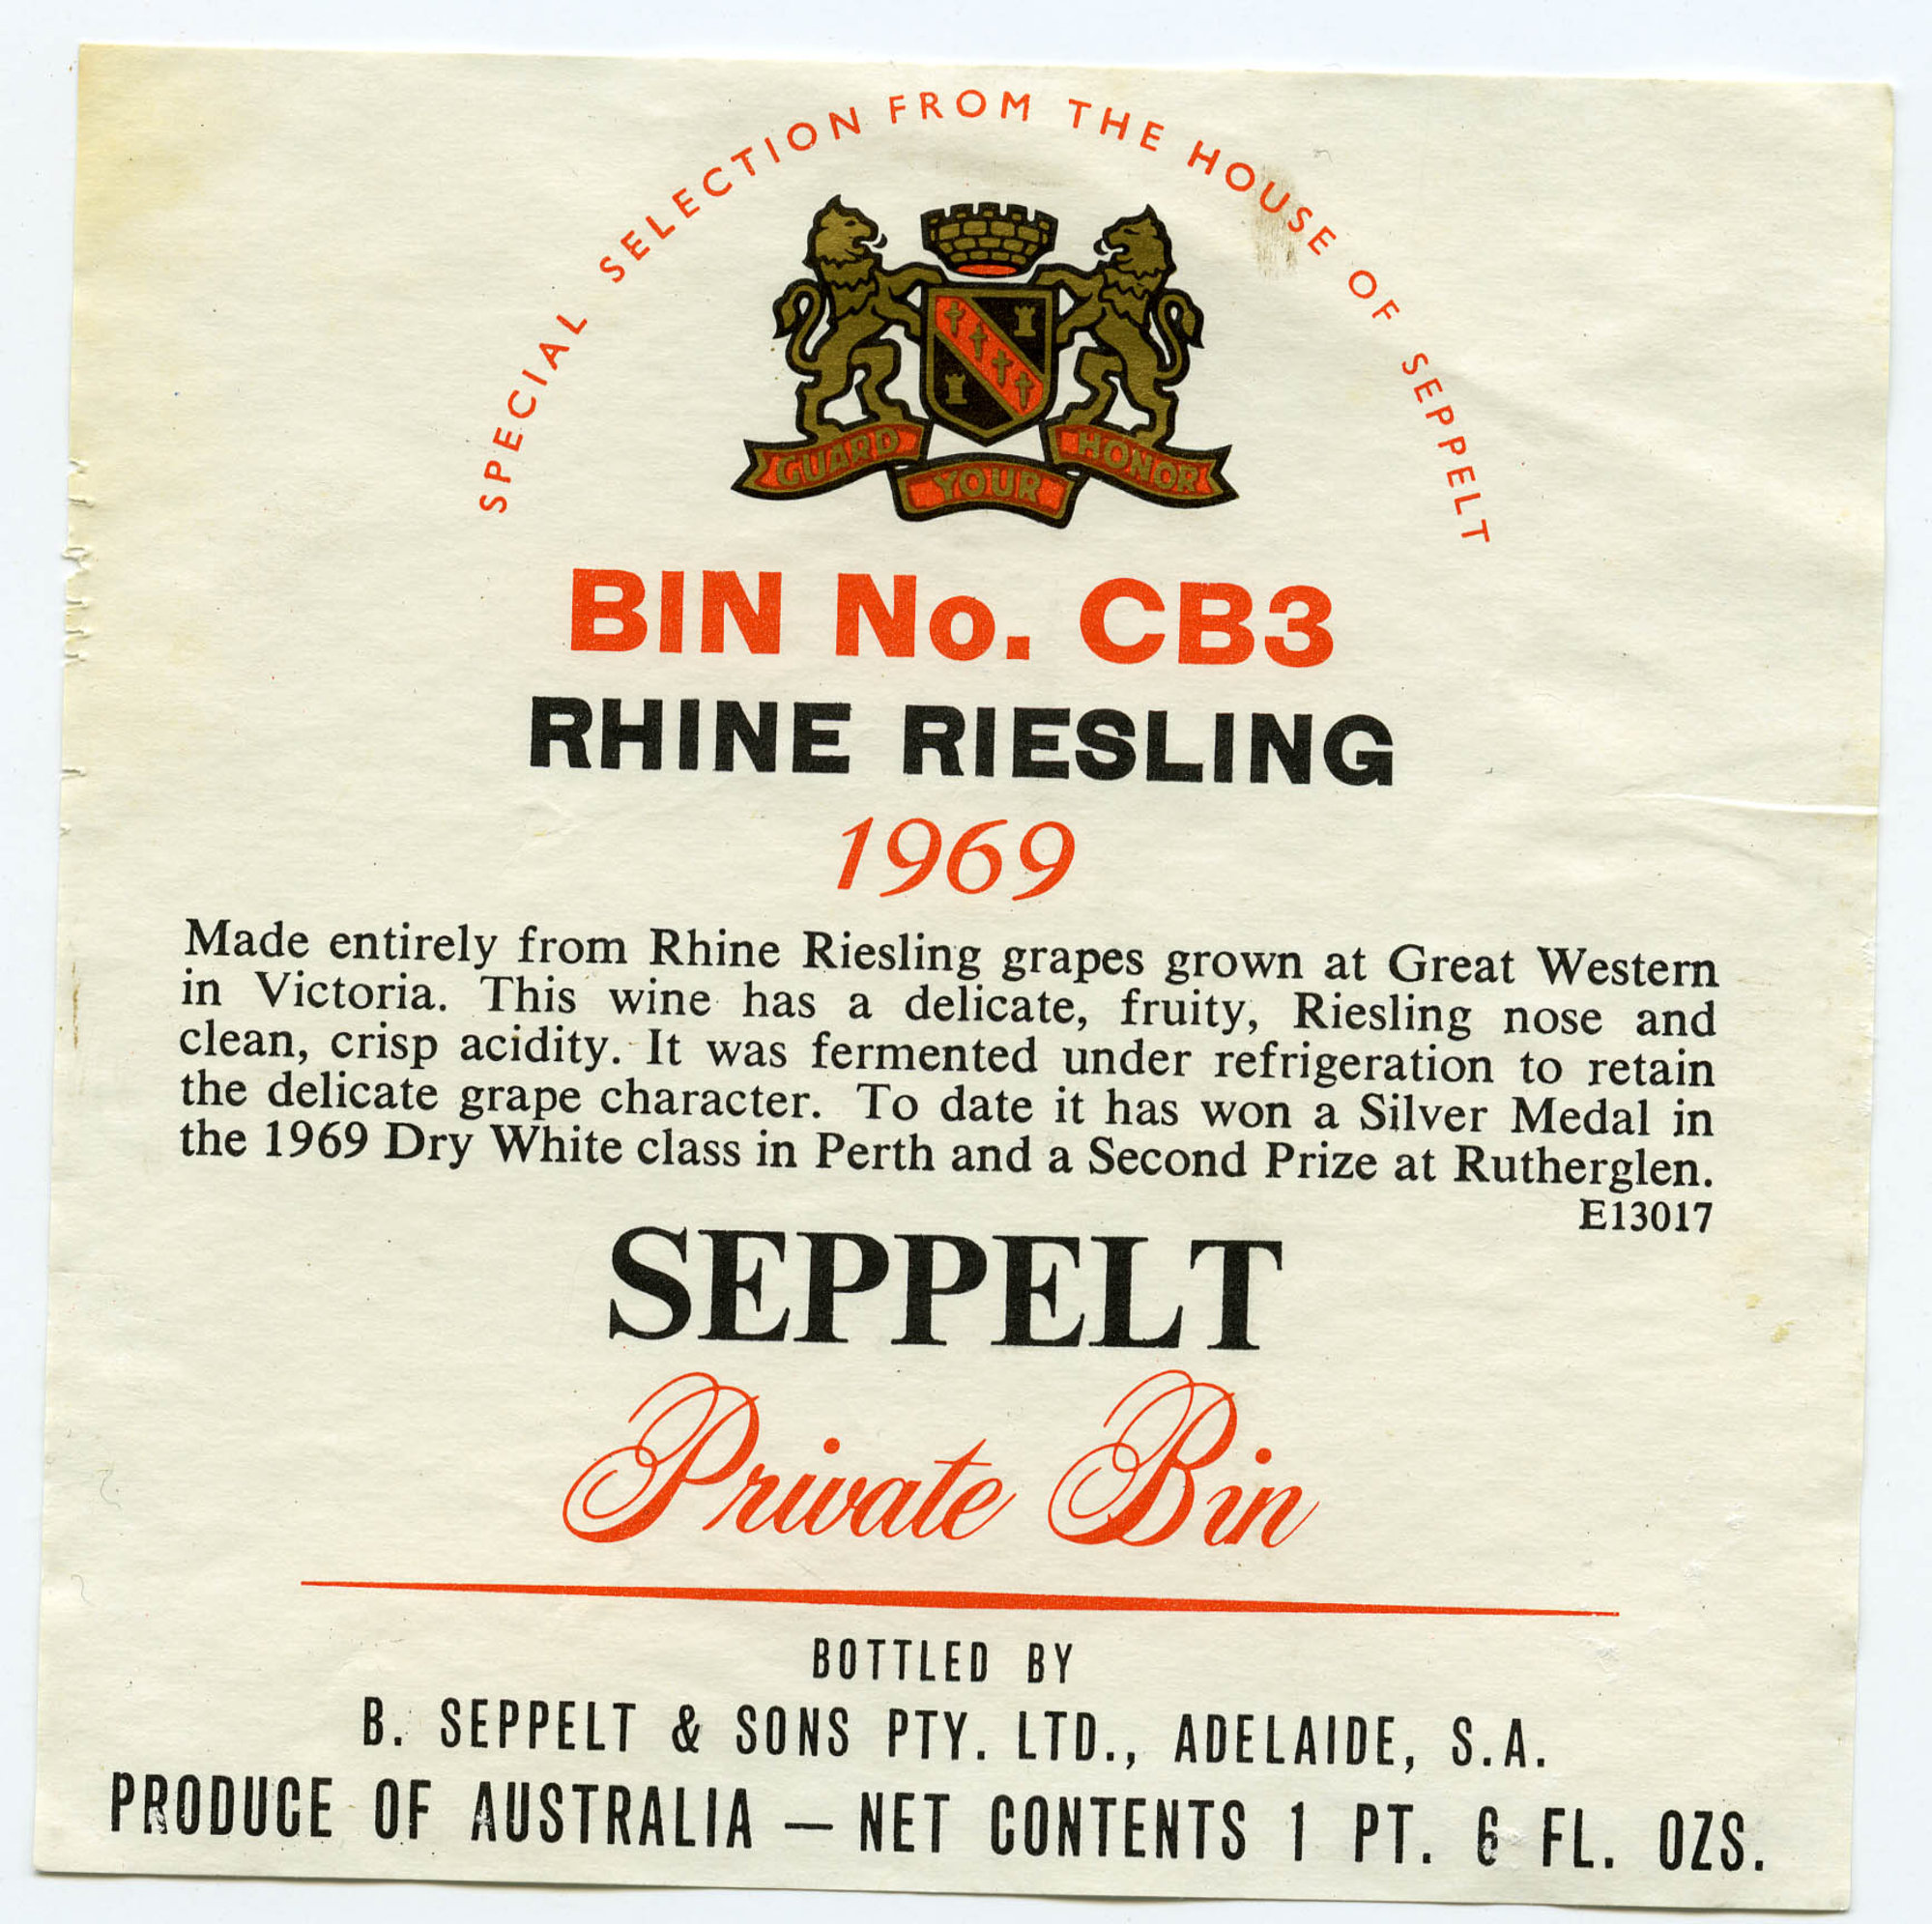 SPECIAL SELECTION FROM THE HOUSE OF SEPPELT
GUARD YOUR HONOR
BIN No. CB3
RHINE RIESLING
1969
Made entirely from Rhine Riesling grapes grown at Great Western
in Victoria. This wine has a delicate, fruity, Riesling nose and
clean, crisp acidity. It was fermented under refrigeration to retain
the delicate grape character. To date it has won a Silver Medal in
the 1969 Dry White class in Perth and a Second Prize at Rutherglen.
E13017
SEPPELT
Private Bin
BOTTLED BY
B. SEPPELT & SONS PTY. LTD., ADELAIDE, S.A.
PRODUCE OF AUSTRALIA — NET CONTENTS 1 PT. 6 FL. OZS.